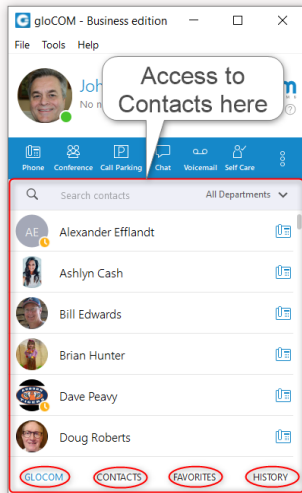 gloCOM - Business edition
File Tools Help
Joh
No m
m
Access to
Contacts here
Phone Conference Call Parking Chat Voicemail Self Care
Search contacts All Departments
AE Alexander Efflandt
Ashlyn Cash
Bill Edwards
Brian Hunter
Dave Peavy
Doug Roberts
GLOCOM CONTACTS FAVORITES HISTORY